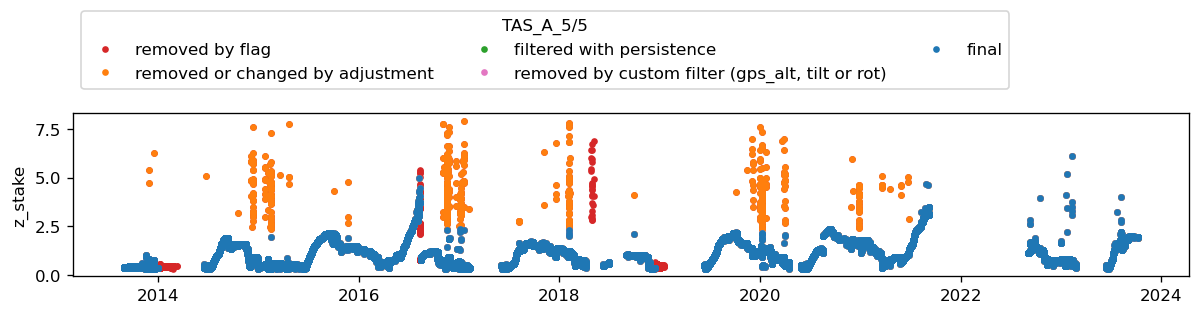 TAS_A_5/5
removed by flag
filtered with persistence
final
removed or changed by adjustment
removed by custom filter (gps_alt, tilt or rot)
7.5
5.0
2.5
0.0
z_stake
2014
2016
2018
2020
2022
2024